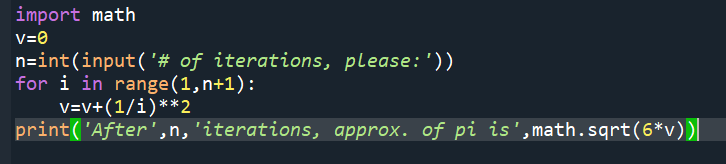 import math
v=0
n=int(input('# of iterations, please:'))
for i in range(1,n+1):
    v=v+(1/i)**2
print('After',n,'iterations, approx. of pi is',math.sqrt(6*v))